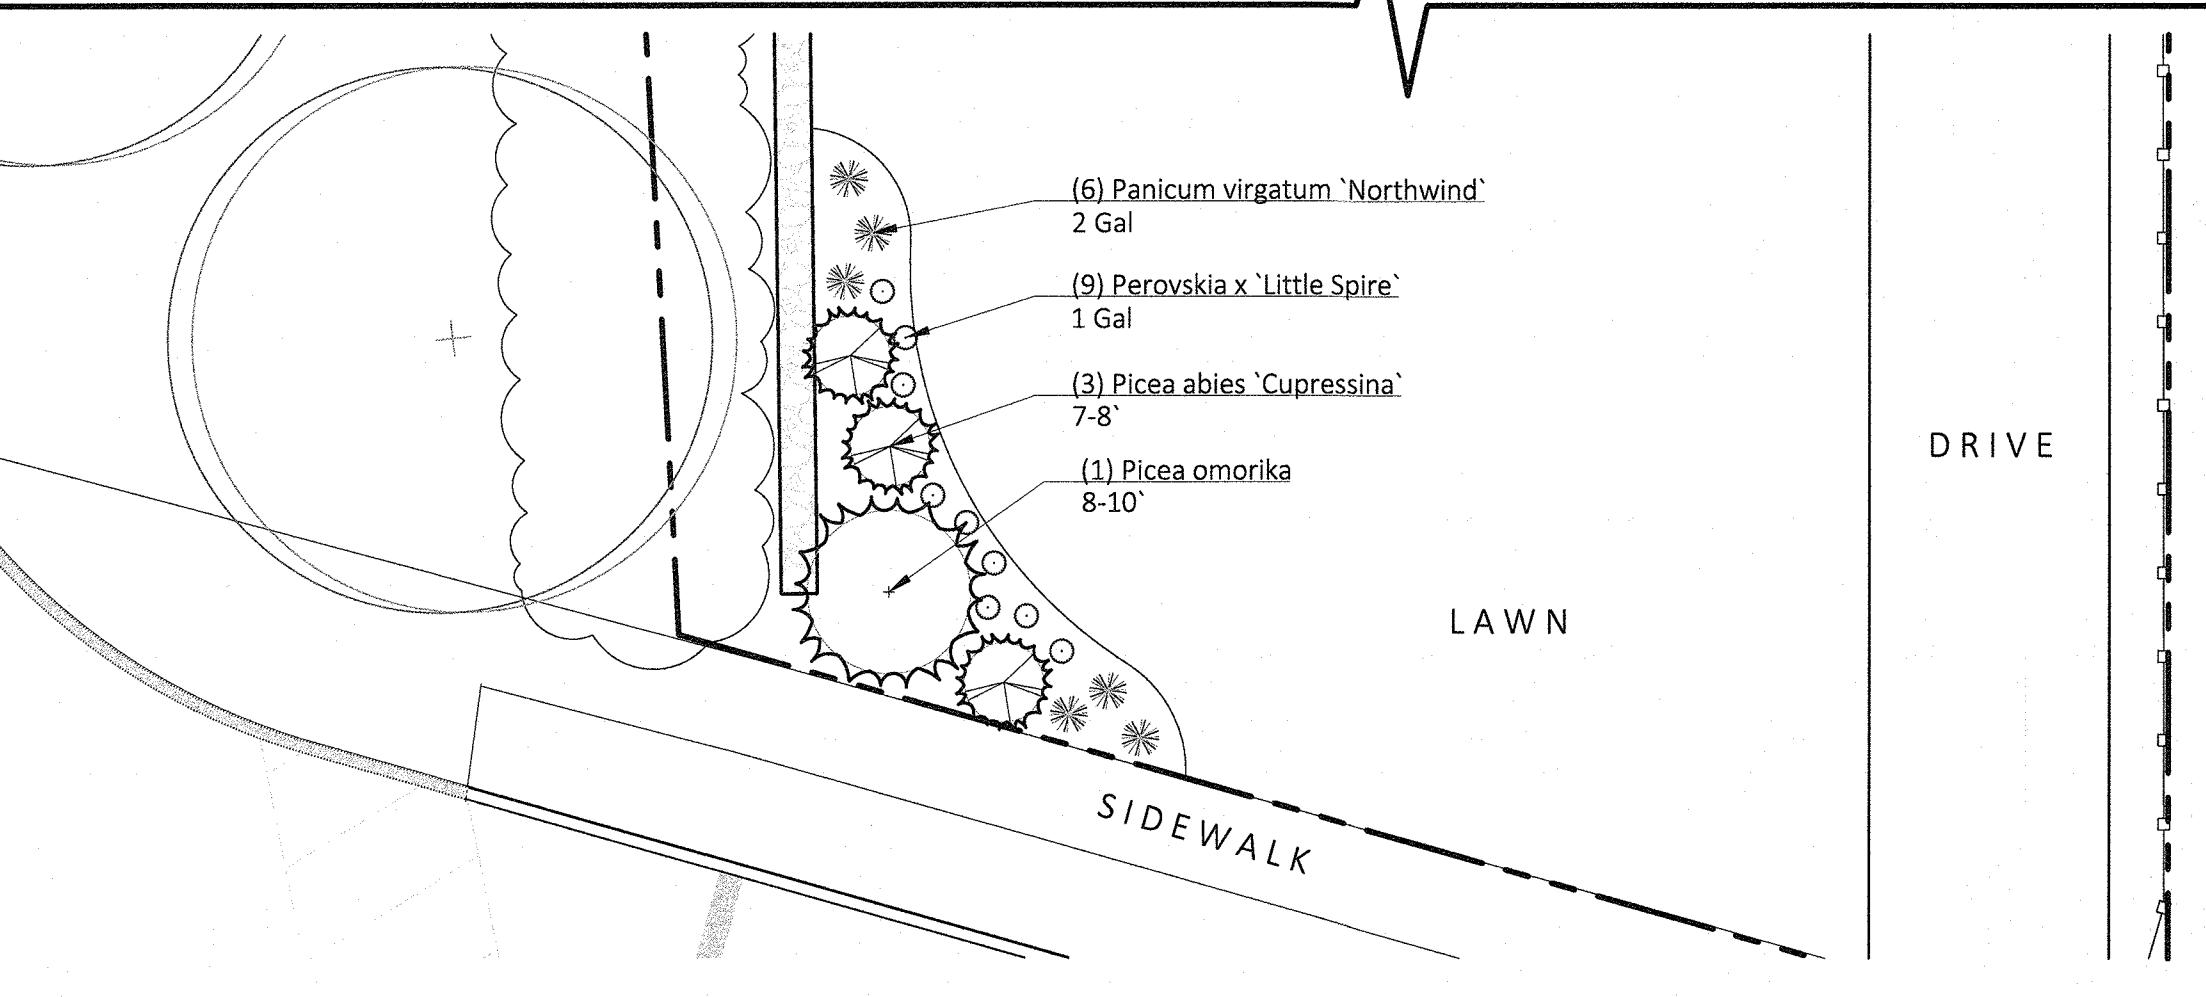 (6) Panicum virgatum `Northwind`
2 Gal
(9) Perovskia x `Little Spire`
1 Gal
(3) Picea abies `Cupressina`
7-8`
(1) Picea omorika
8-10`
DRIVE
LAWN
SIDEWALK